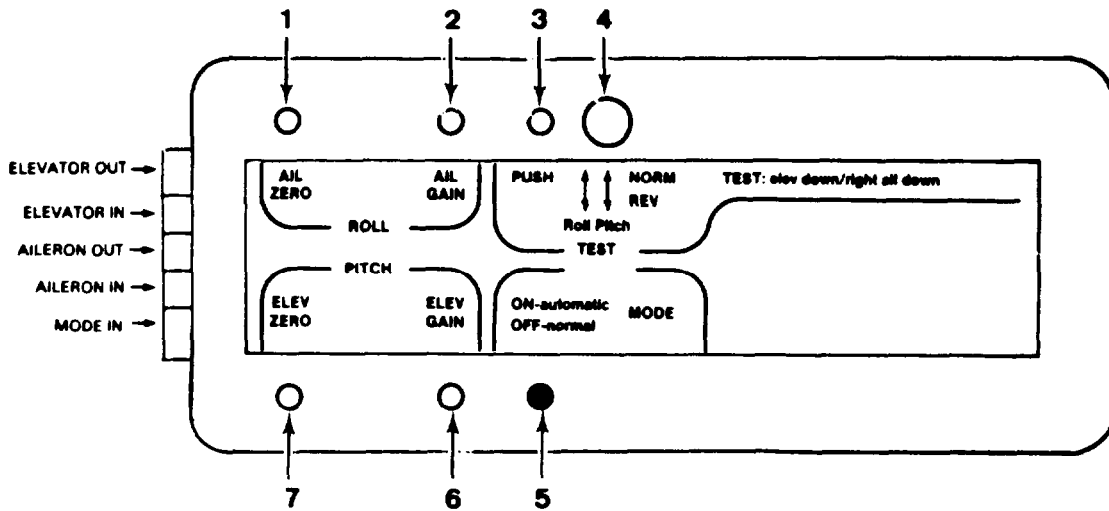 1 2 3 4
ELEVATOR OUT
ELEVATOR IN
AILERON OUT
AILERON IN
MODE IN
AIL
ZERO
AIL
GAIN
ROLL
PUSH
NORM
REV
Roll Pitch
TEST
TEST: elev down/right ail down
PITCH
ELEV
ZERO
ELEV
GAIN
ON-automatic
OFF-normal
MODE
7 6 5